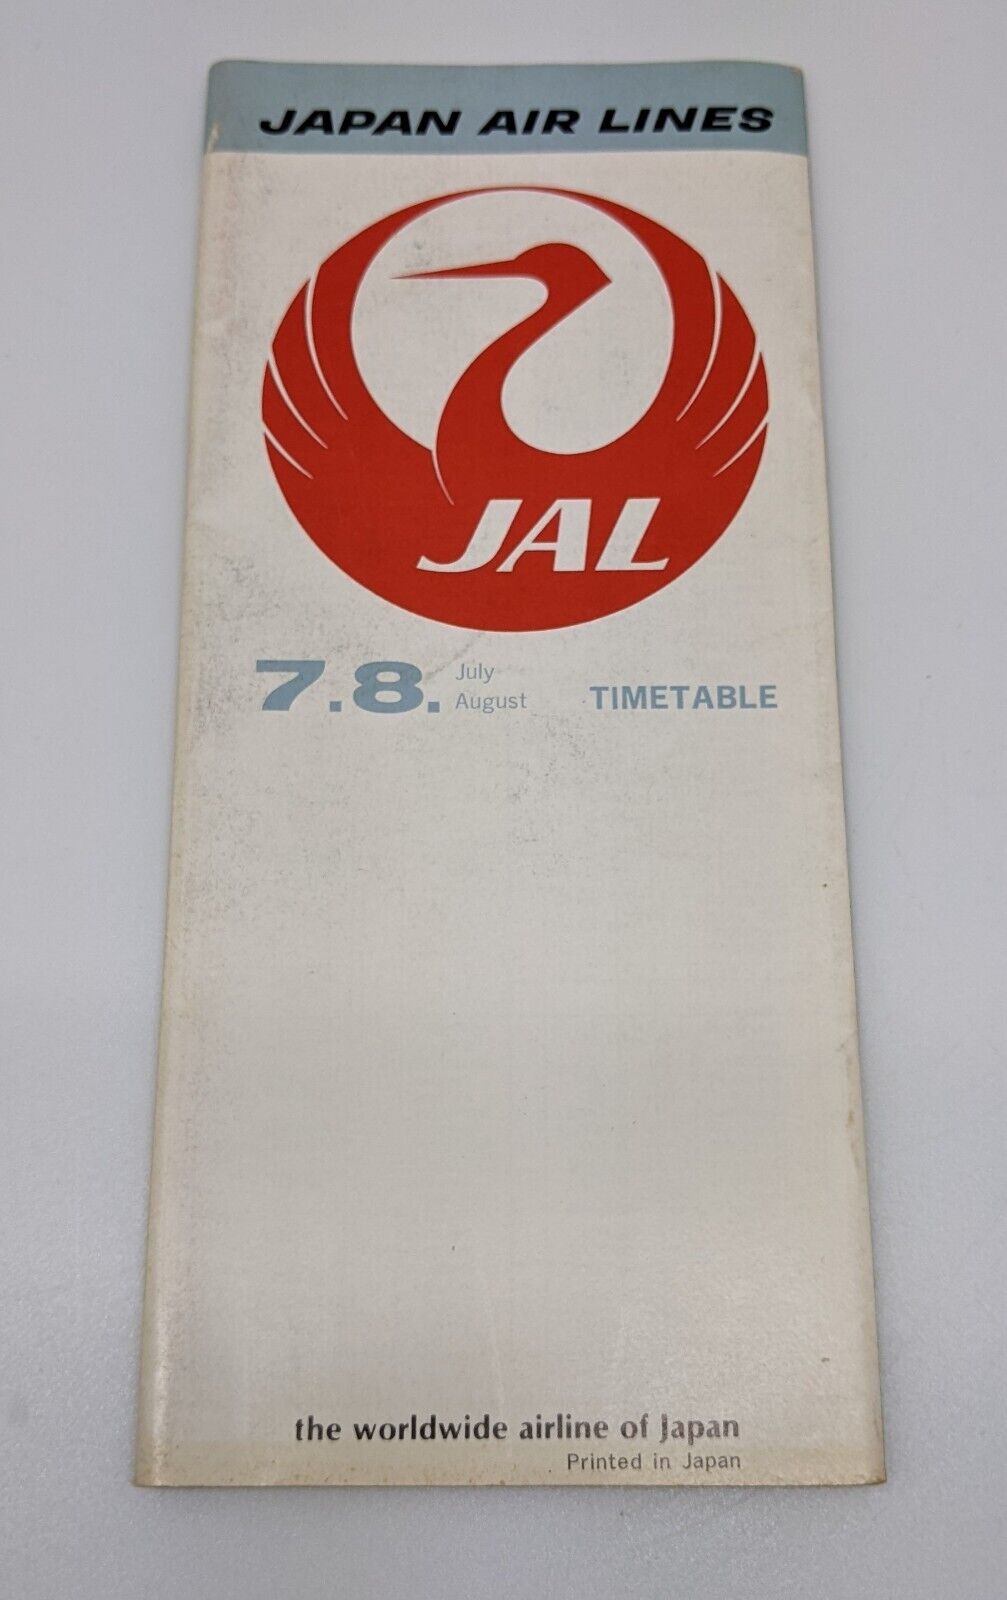 JAPAN AIR LINES
JAL
7.8. July August TIMETABLE
the worldwide airline of Japan
Printed in Japan